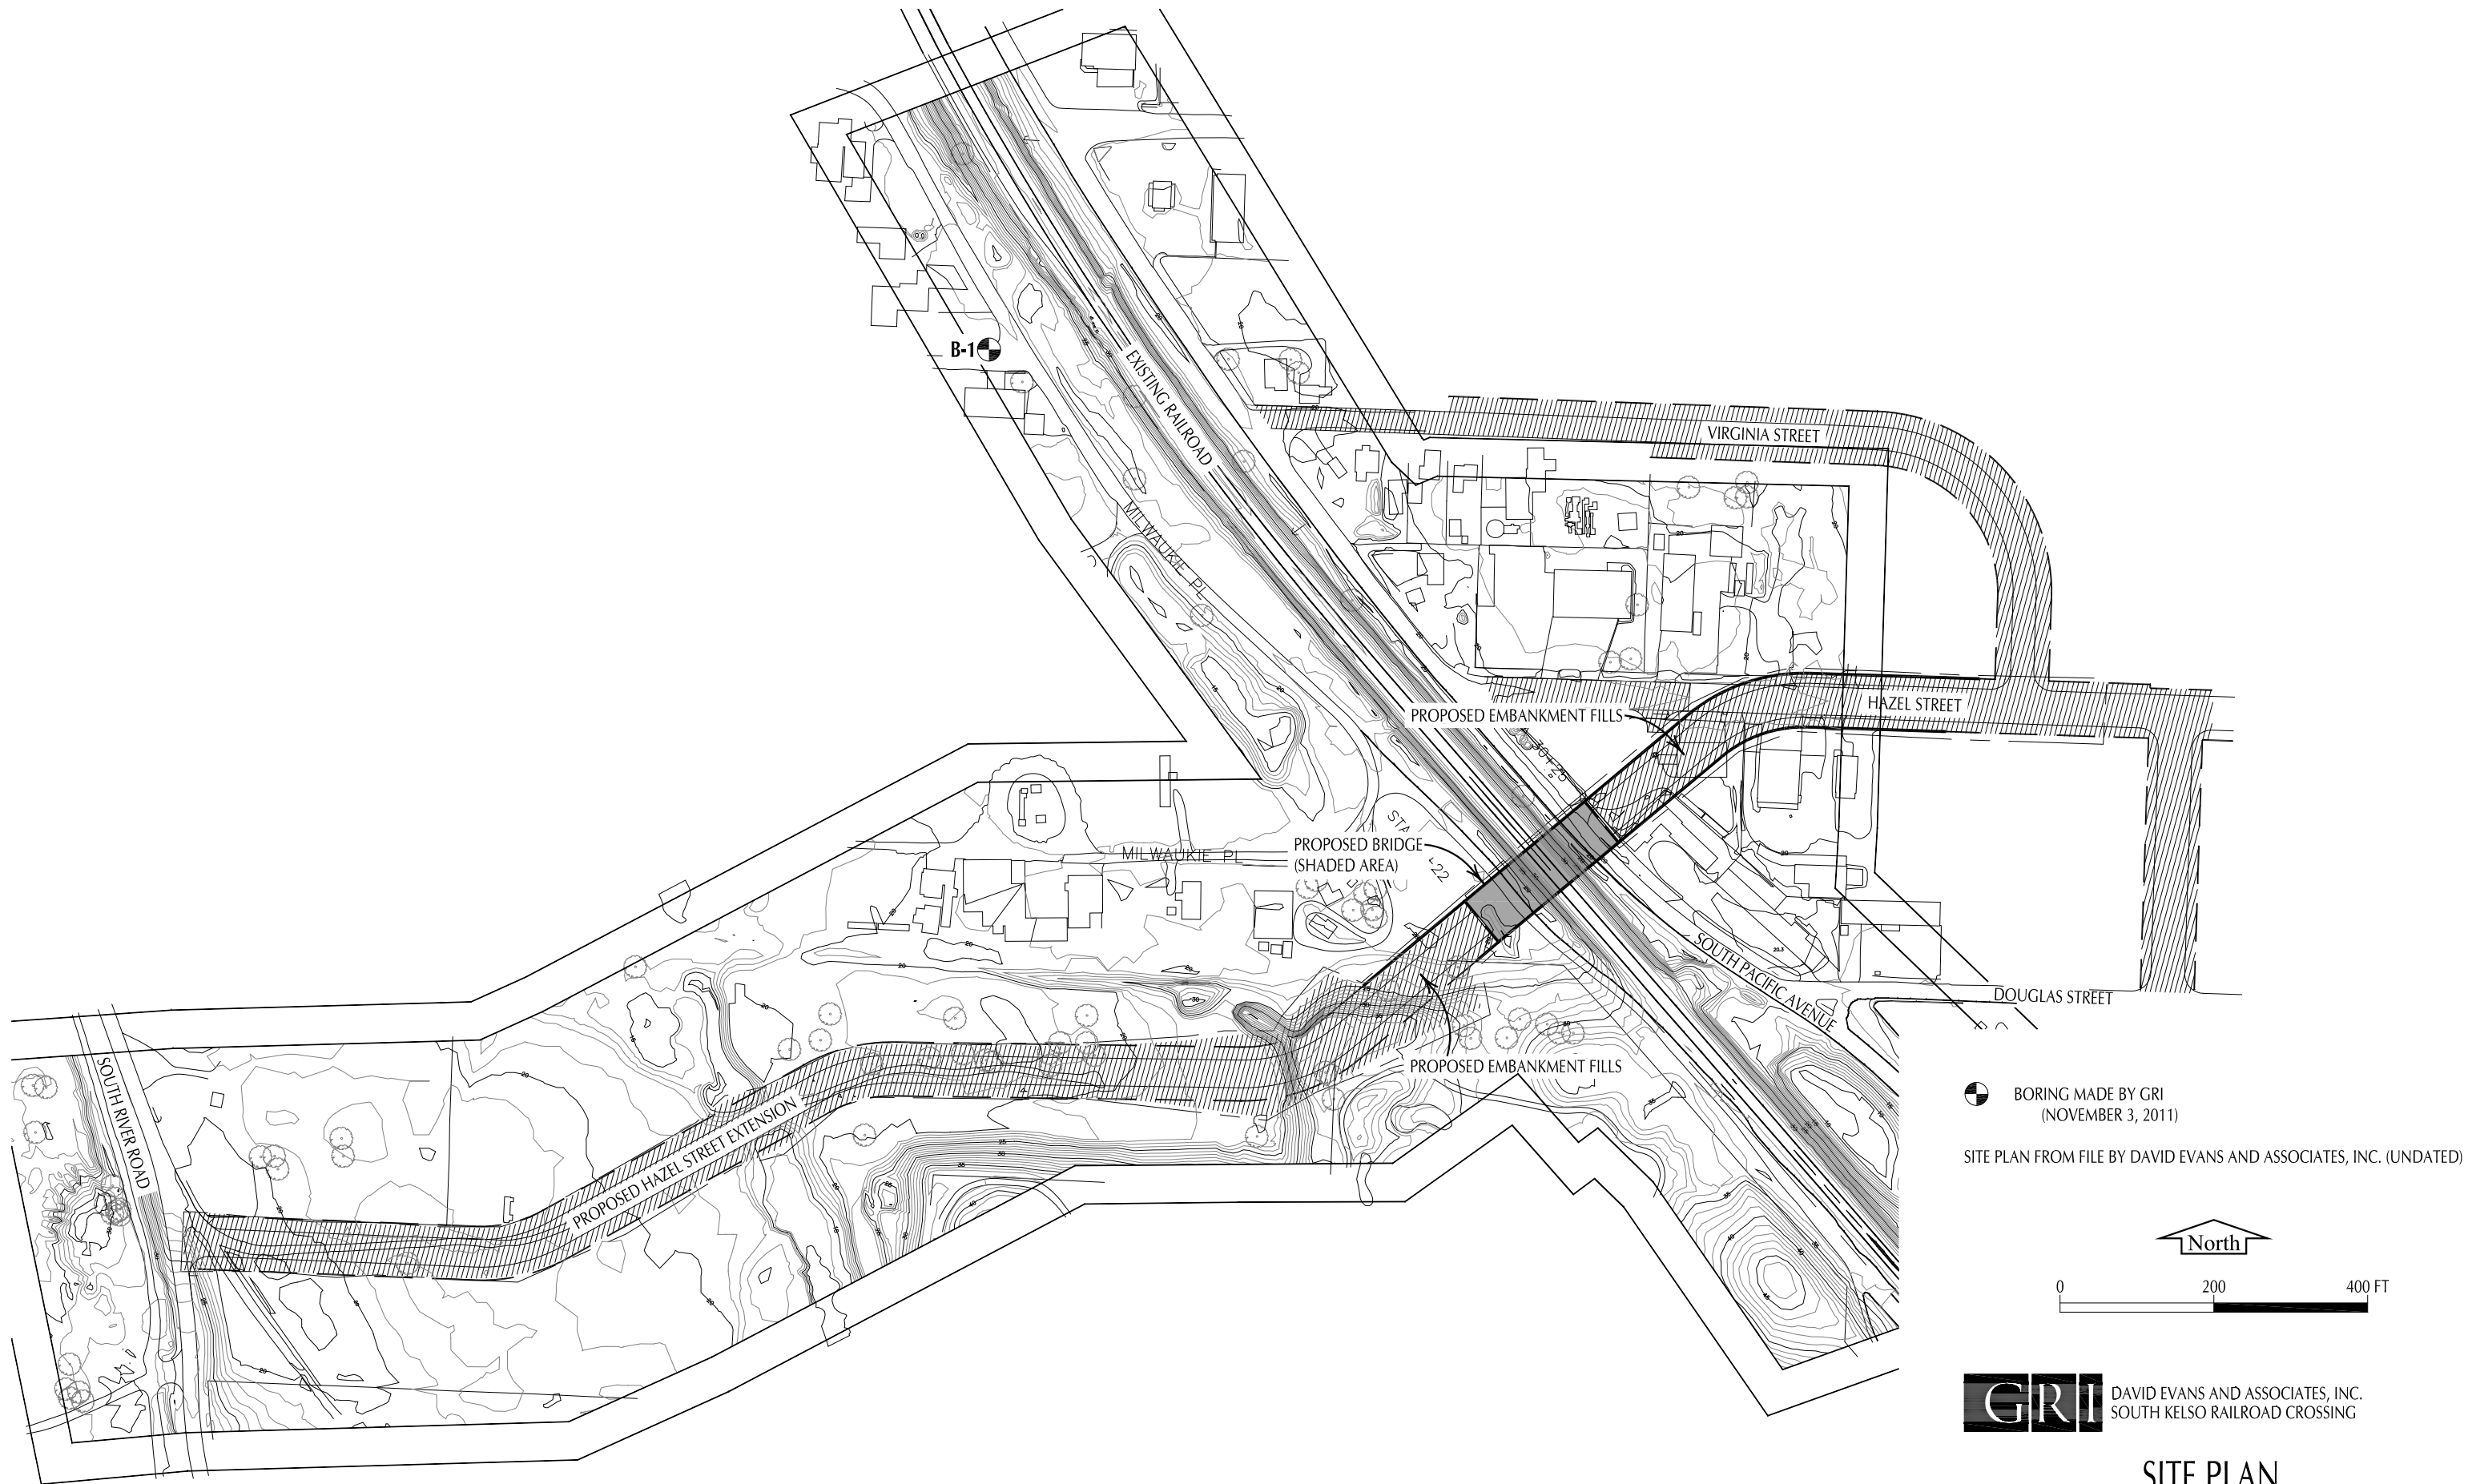 B-1
EXISTING RAILROAD
VIRGINIA STREET
MILWAUKIE PL
HAZEL STREET
PROPOSED EMBANKMENT FILLS
PROPOSED BRIDGE
(SHADED AREA)
MILWAUKIE PL
SOUTH PACIFIC AVENUE
DOUGLAS STREET
PROPOSED EMBANKMENT FILLS
SOUTH RIVER ROAD
PROPOSED HAZEL STREET EXTENSION
BORING MADE BY GRI
(NOVEMBER 3, 2011)
SITE PLAN FROM FILE BY DAVID EVANS AND ASSOCIATES, INC. (UNDATED)
North
0 200 400 FT
GRI
DAVID EVANS AND ASSOCIATES, INC.
SOUTH KELSO RAILROAD CROSSING
SITE PLAN